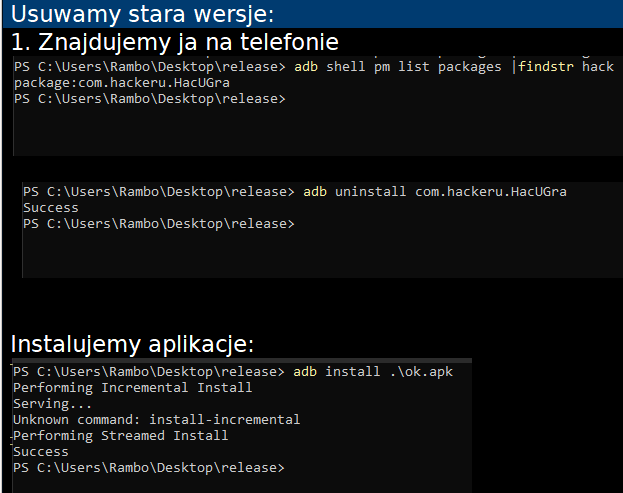 Usuwamy stara wersje:
1. Znajdujemy ja na telefonie
PS C:\Users\Rambo\Desktop\release> adb shell pm list packages |findstr hack
package:com.hackeru.HacUGra
PS C:\Users\Rambo\Desktop\release>
PS C:\Users\Rambo\Desktop\release> adb uninstall com.hackeru.HacUGra
Success
PS C:\Users\Rambo\Desktop\release>
Instalujemy aplikacje:
PS C:\Users\Rambo\Desktop\release> adb install .\ok.apk
Performing Incremental Install
Serving...
Unknown command: install-incremental
Performing Streamed Install
Success
PS C:\Users\Rambo\Desktop\release>